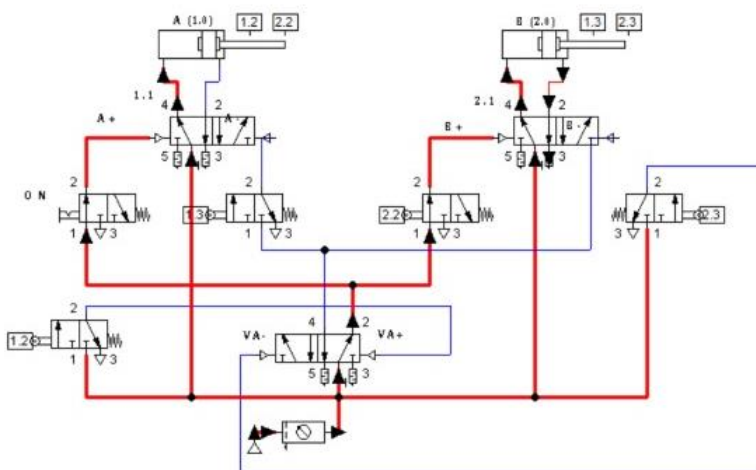 A (1.0) 1.2 2.2
B (2.0) 1.3 2.3
1.1 4 2
2.1 4 2
A+ A-
B+ B-
5 3
5 3
ON 2
2
2
2
1.3
2.2
2.3
1 3
1 3
1 3
3 1
2
4 2
1.2
VA- VA+
1 3
5 3